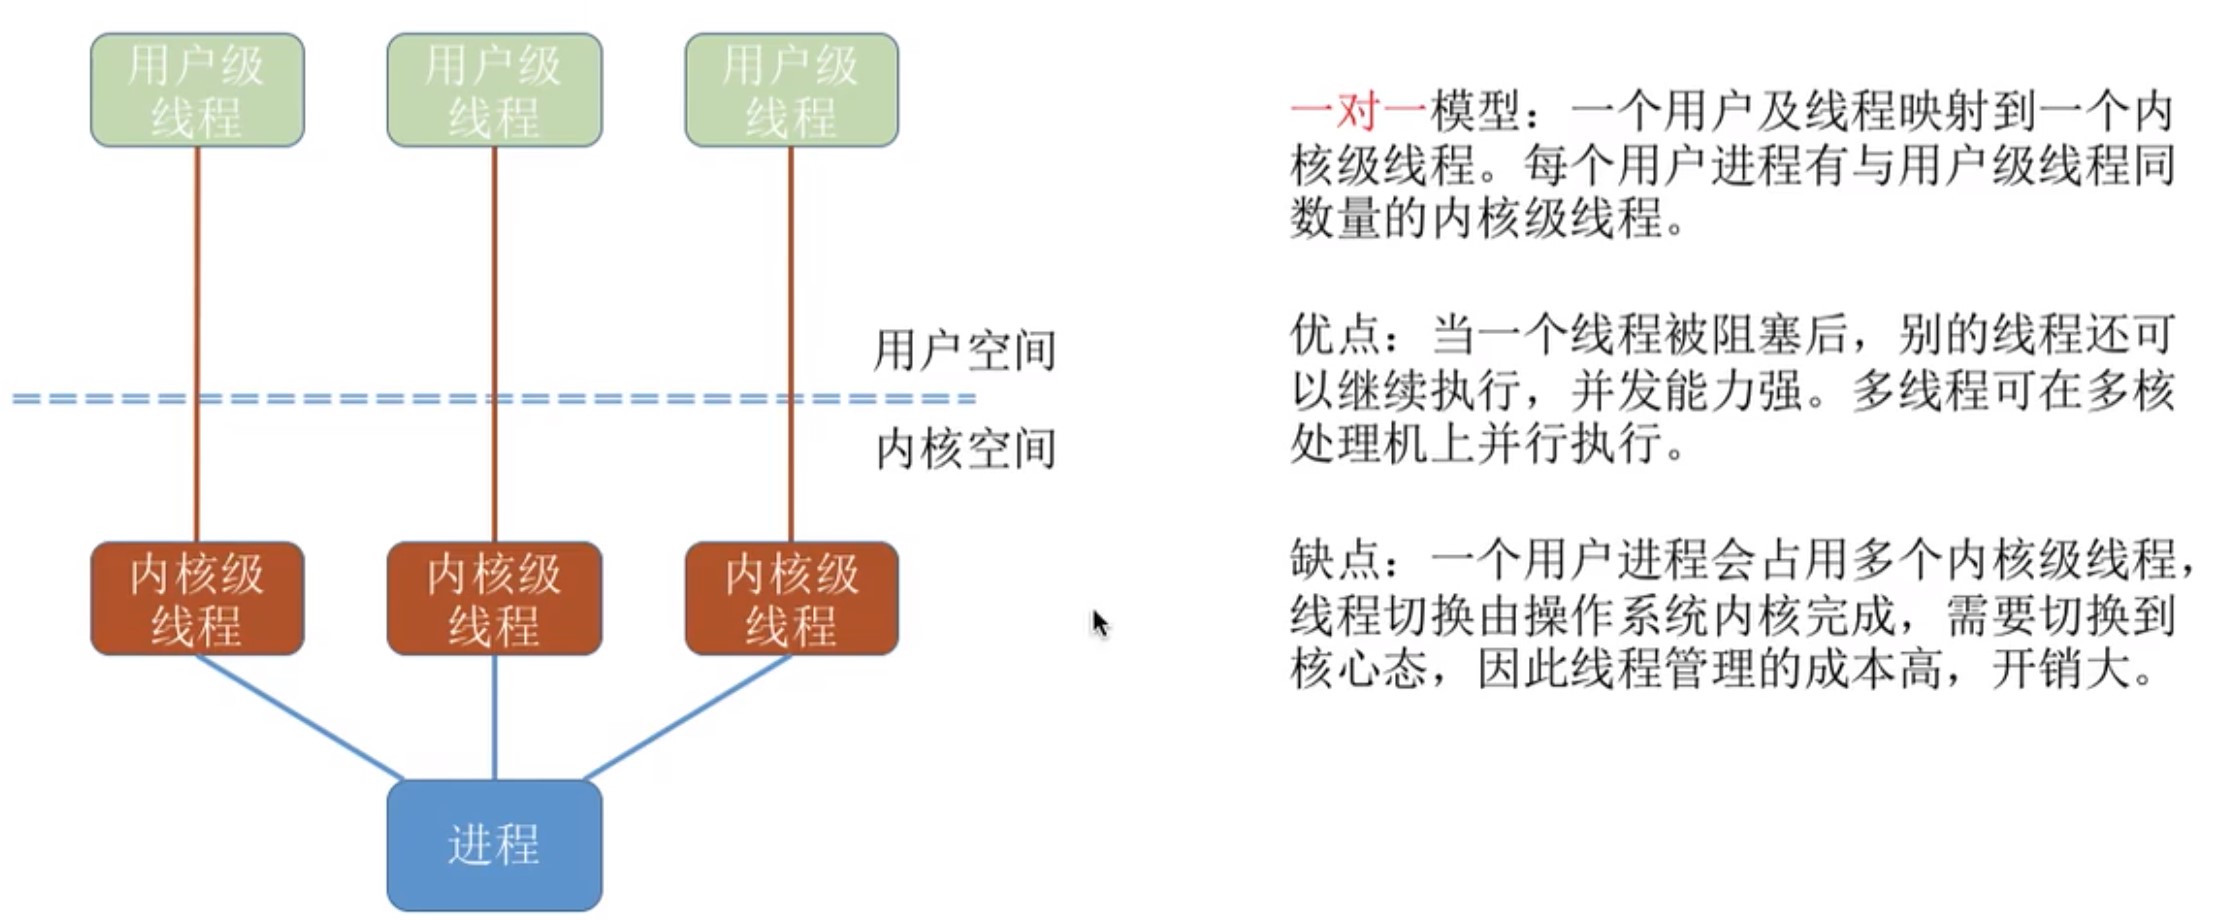 用户级
线程
用户级
线程
用户级
线程
用户空间
内核空间
内核级
线程
内核级
线程
内核级
线程
进程
一对一模型：一个用户及线程映射到一个内
核级线程。每个用户进程有与用户级线程同
数量的内核级线程。
优点：当一个线程被阻塞后，别的线程还可
以继续执行，并发能力强。多线程可在多核
处理机上并行执行。
缺点：一个用户进程会占用多个内核级线程，
线程切换由操作系统内核完成，需要切换到
核心态，因此线程管理的成本高，开销大。